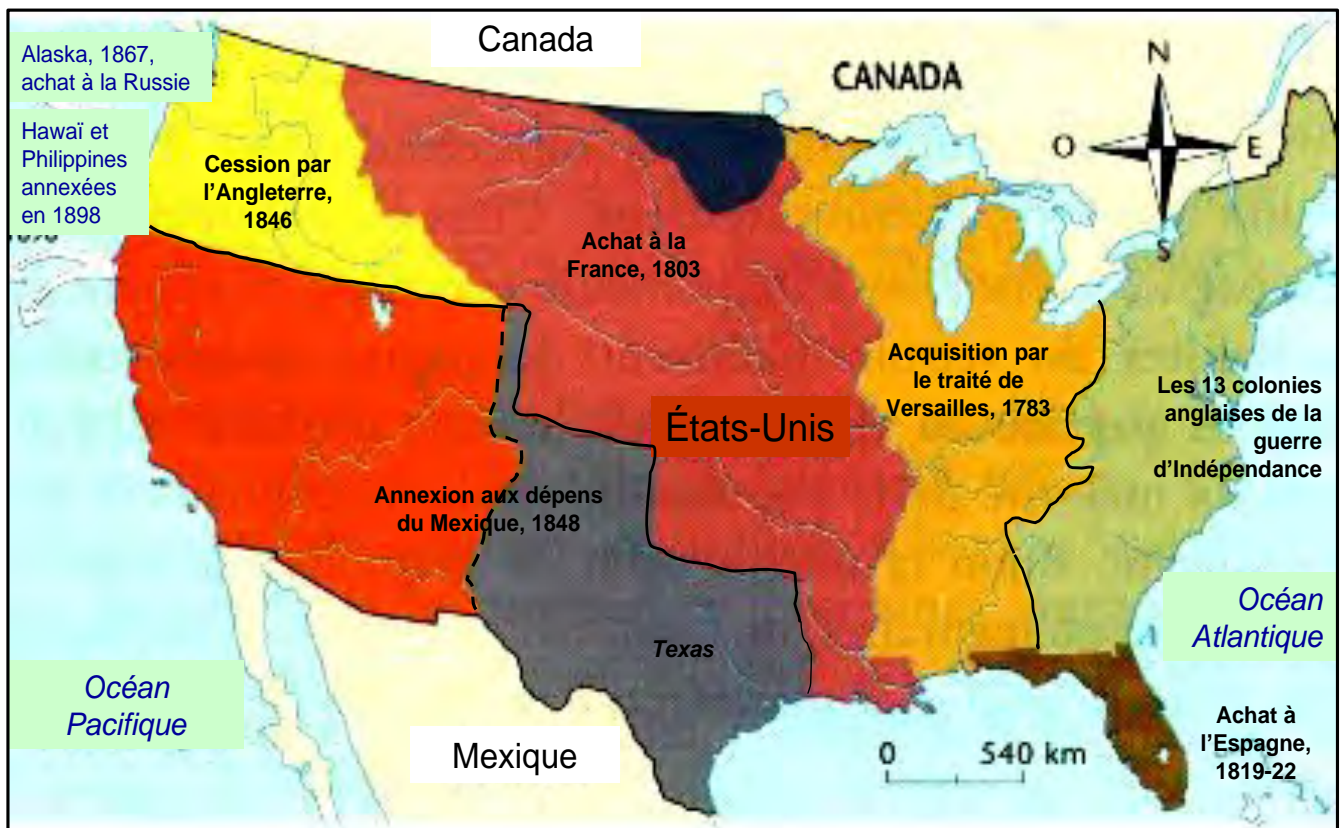 Canada
Alaska, 1867,
achat à la Russie
CANADA
N
O
E
S
Hawaï et
Philippines
annexées
en 1898
1898
Cession par
l'Angleterre,
1846
Achat à la
France, 1803
Acquisition par
le traité de
Versailles, 1783
Les 13 colonies
anglaises de la
guerre
d'Indépendance
États-Unis
Annexion aux dépens
du Mexique, 1848
Texas
Océan
Atlantique
Océan
Pacifique
Mexique
0 540 km
Achat à
l'Espagne,
1819-22